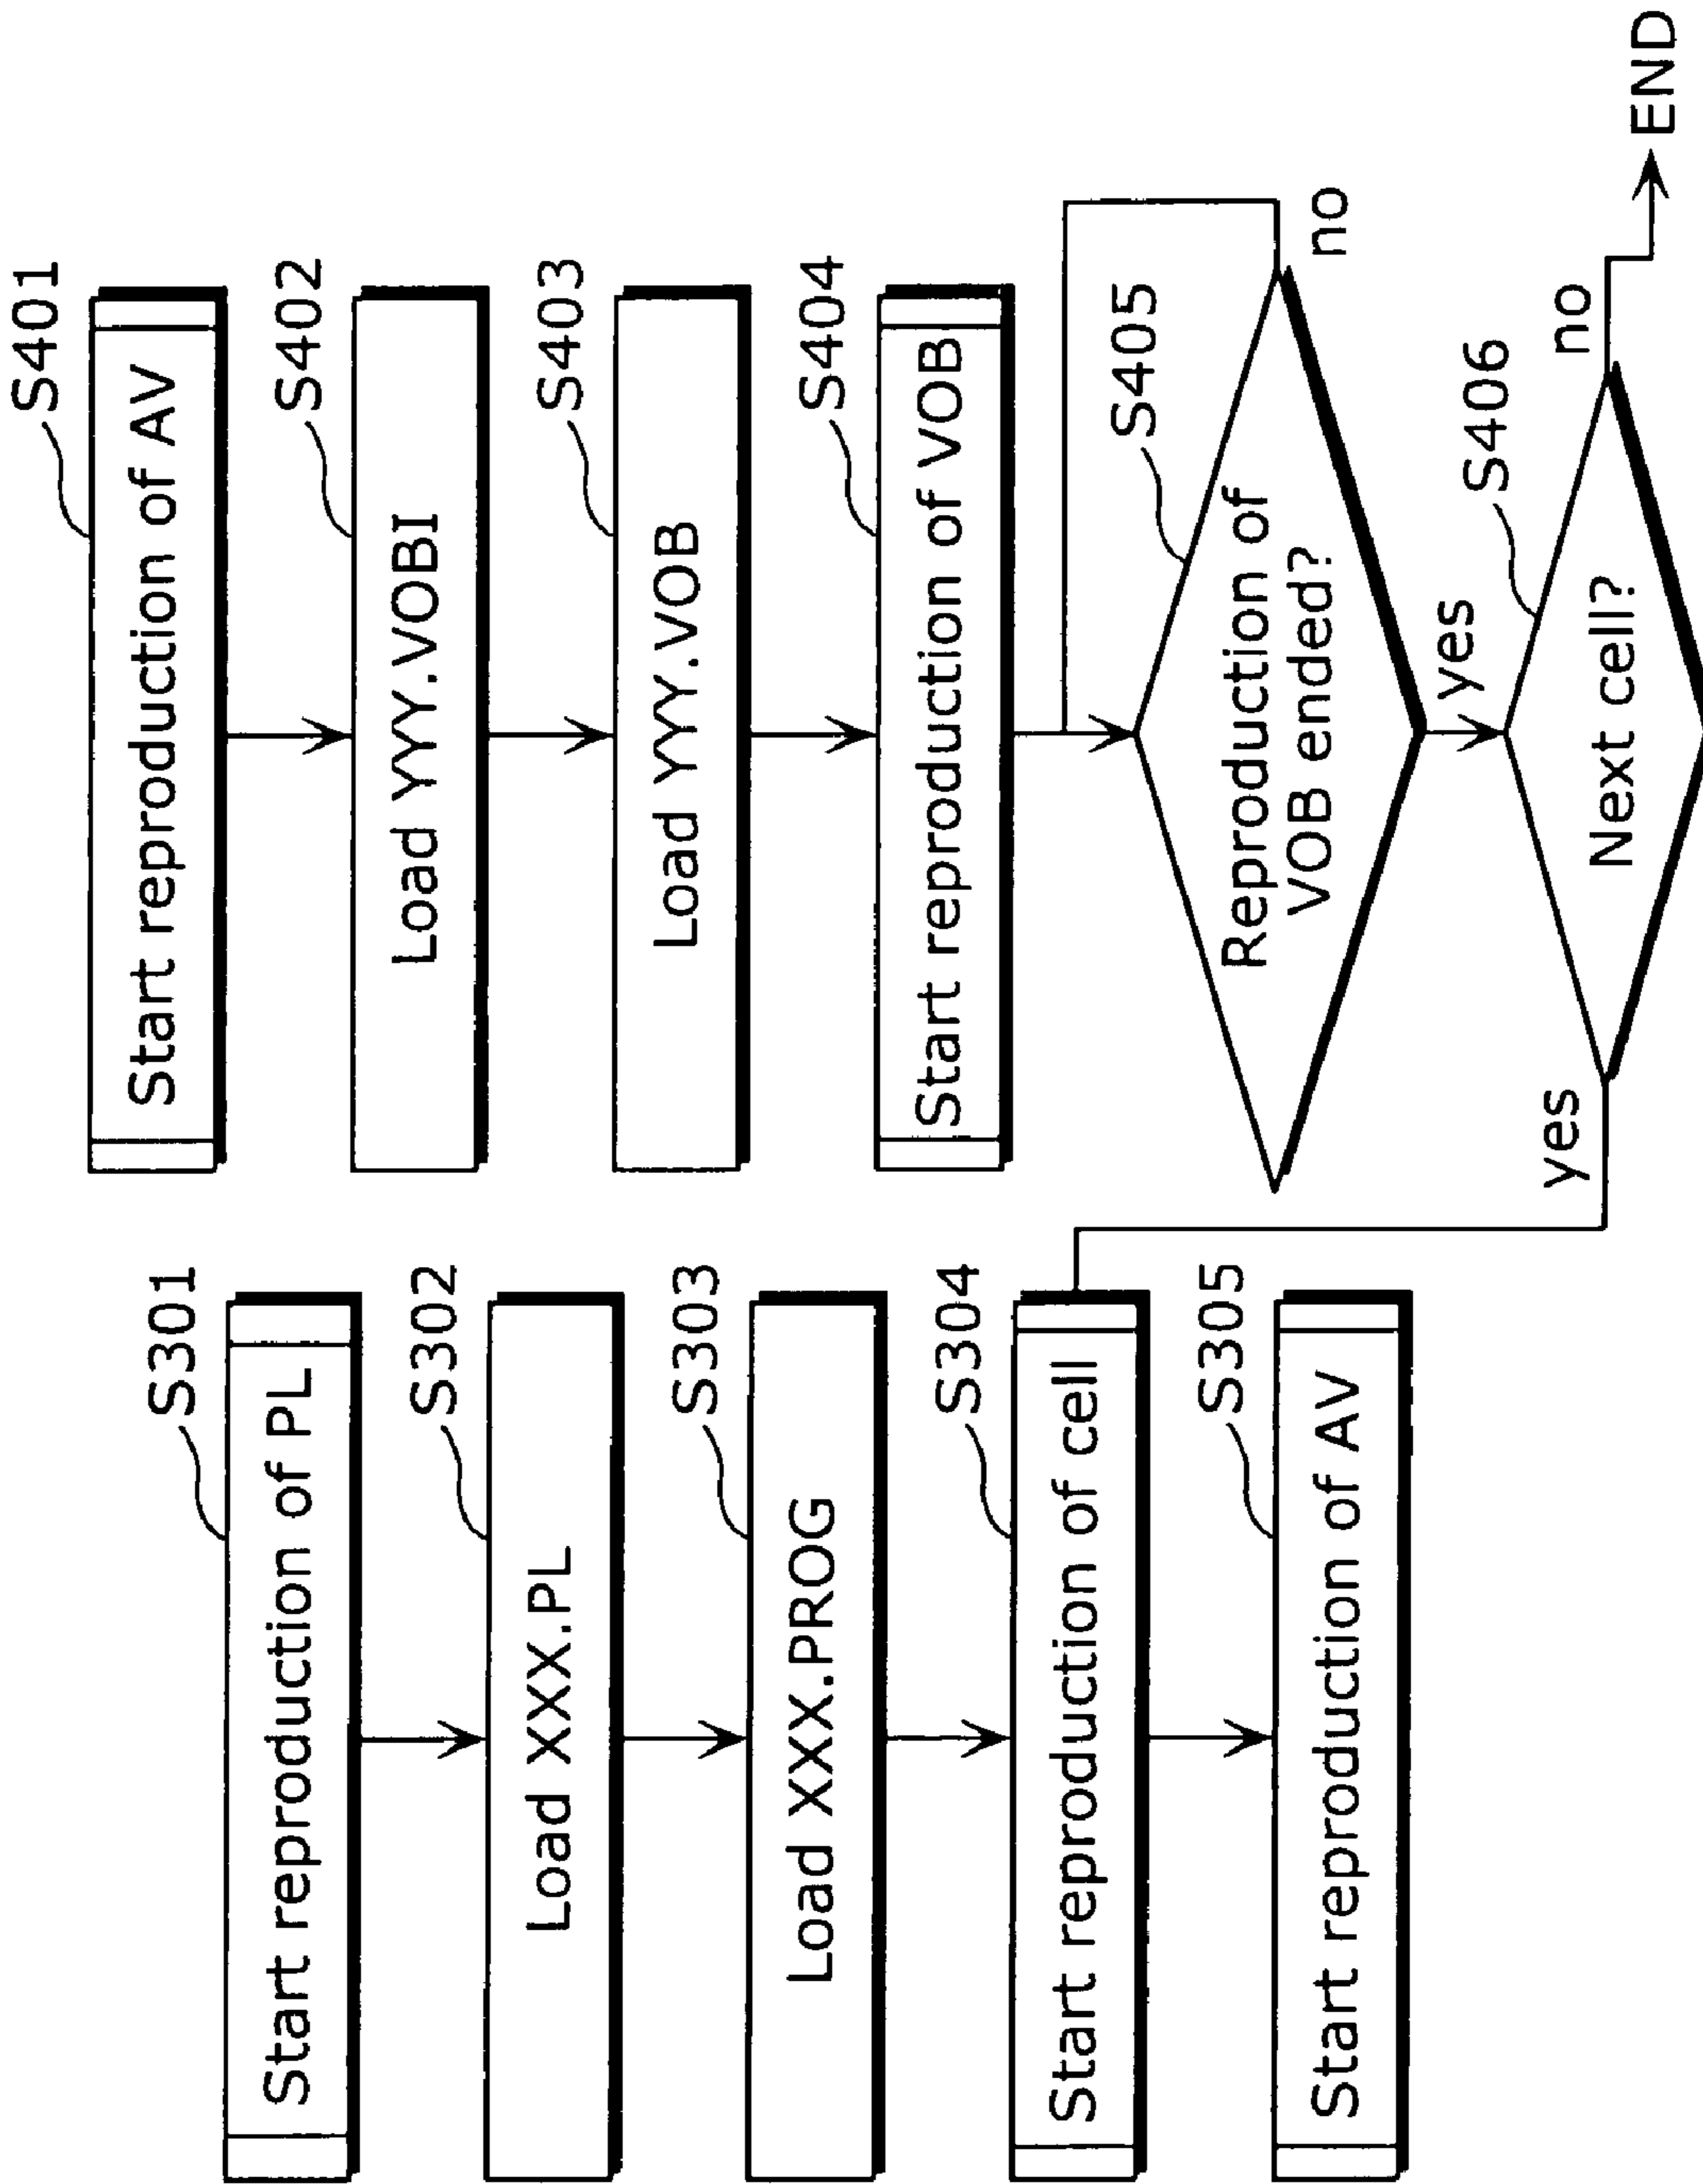 S301
Start reproduction of PL
S302
Load XXX.PL
S303
Load XXX.PROG
S304
Start reproduction of cell
S305
Start reproduction of AV
S401
Start reproduction of AV
S402
Load YYY.VOBI
S403
Load YYY.VOB
S404
Start reproduction of VOB
S405
Reproduction of
VOB ended?
no
yes
S406
Next cell?
yes
no
END